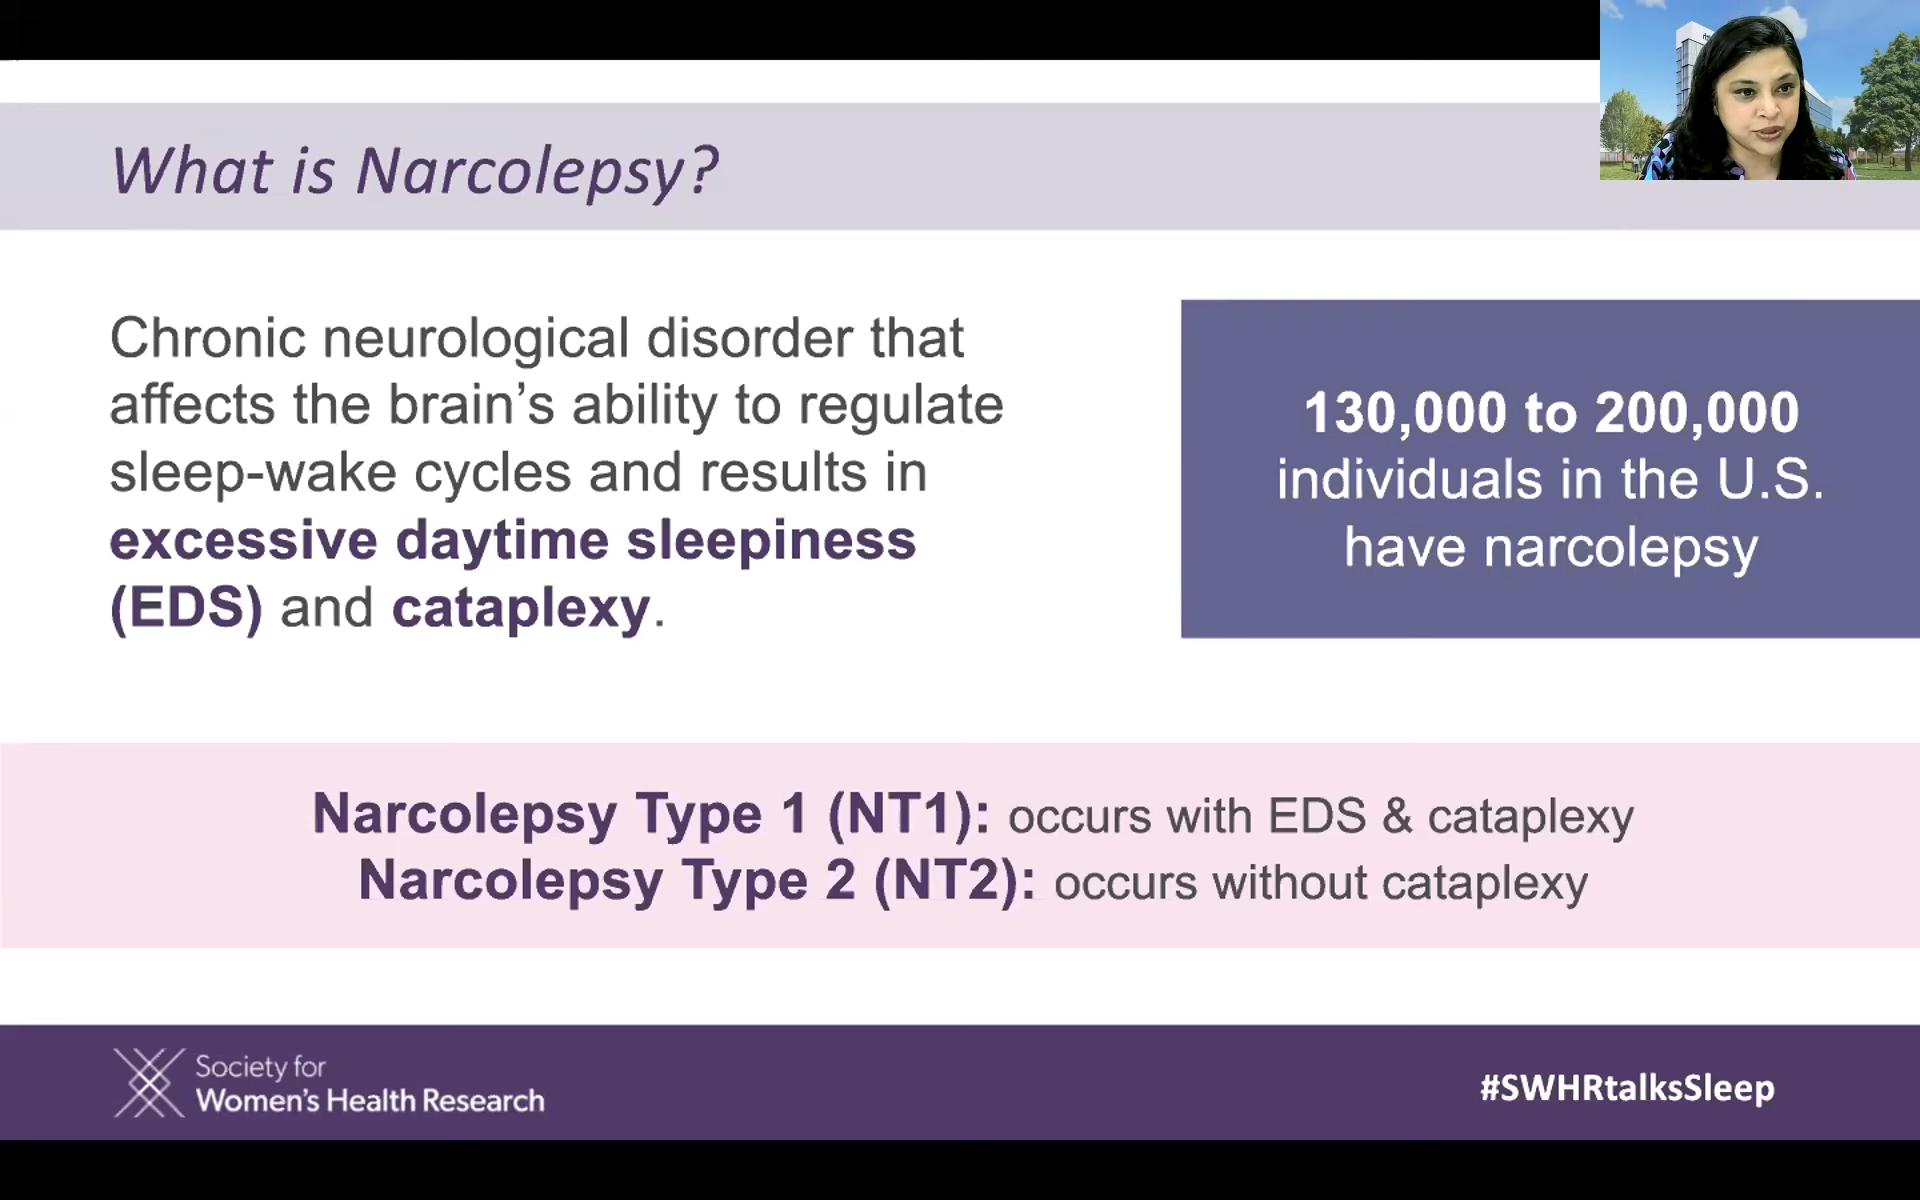 What is Narcolepsy?
Chronic neurological disorder that
affects the brain’s ability to regulate
sleep-wake cycles and results in
excessive daytime sleepiness
(EDS) and cataplexy.
130,000 to 200,000
individuals in the U.S.
have narcolepsy
Narcolepsy Type 1 (NT1): occurs with EDS & cataplexy
Narcolepsy Type 2 (NT2): occurs without cataplexy
Society for
Women's Health Research
#SWHRtalksSleep